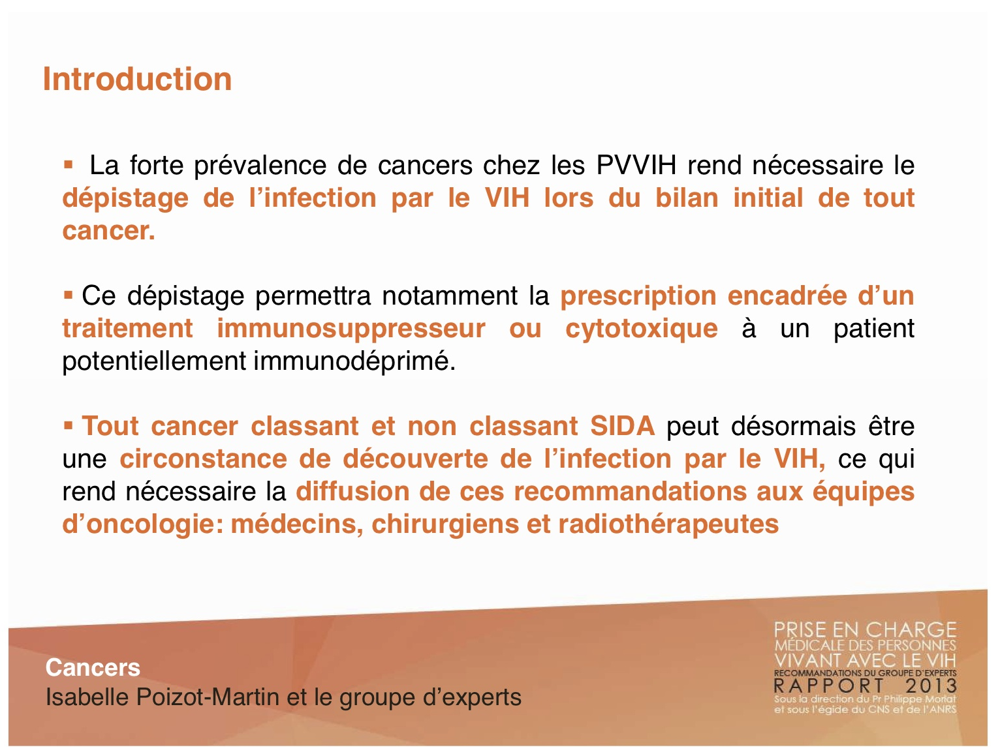 Introduction
▪ La forte prévalence de cancers chez les PVVIH rend nécessaire le
dépistage de l’infection par le VIH lors du bilan initial de tout
cancer.
▪ Ce dépistage permettra notamment la prescription encadrée d’un
traitement immunosuppresseur ou cytotoxique à un patient
potentiellement immunodéprimé.
▪ Tout cancer classant et non classant SIDA peut désormais être
une circonstance de découverte de l’infection par le VIH, ce qui
rend nécessaire la diffusion de ces recommandations aux équipes
d’oncologie: médecins, chirurgiens et radiothérapeutes
Cancers
Isabelle Poizot-Martin et le groupe d’experts
PRISE EN CHARGE
MÉDICALE DES PERSONNES
VIVANT AVEC LE VIH
RECOMMANDATIONS DU GROUPE D’EXPERTS
RAPPORT 2013
Sous la direction du Pr Philippe Morlat
et sous l’égide du CNS et de l’ANRS